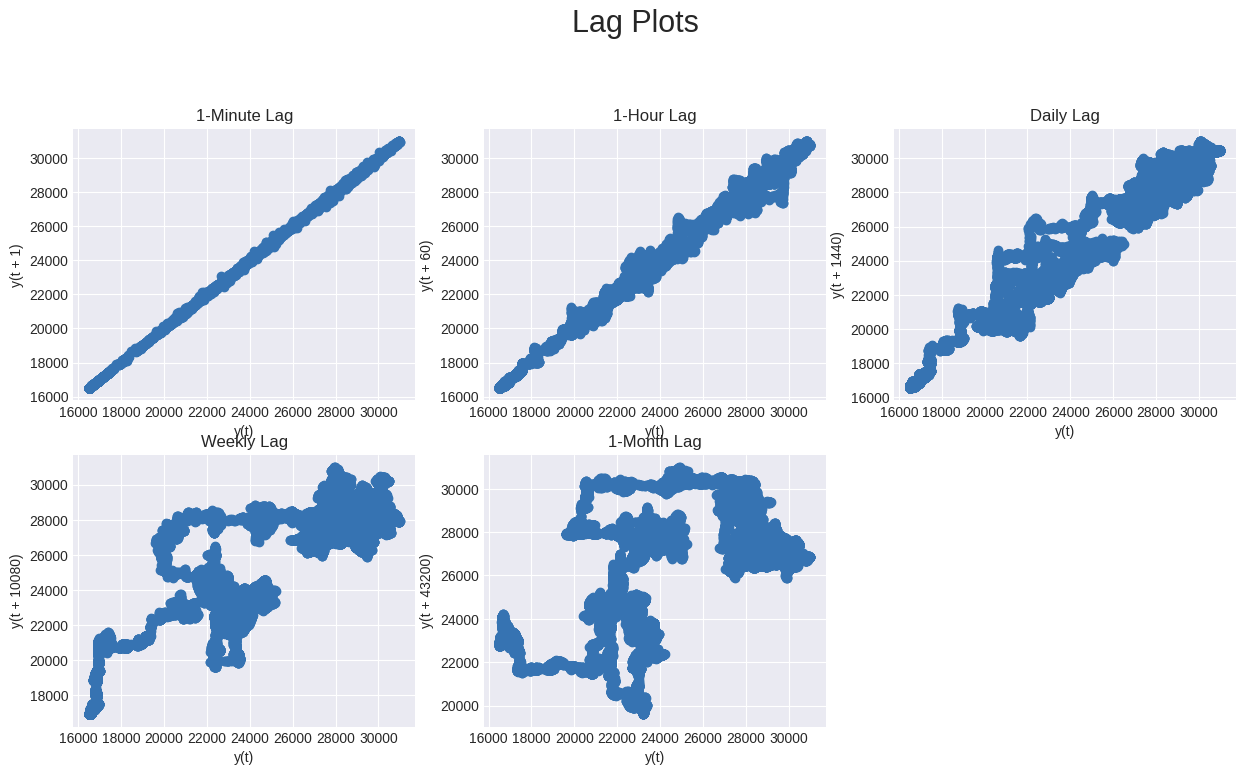 Lag Plots
1-Minute Lag
y(t + 1)
30000
28000
26000
24000
22000
20000
18000
16000
16000 18000 20000 22000 24000 26000 28000 30000
y(t)
1-Hour Lag
y(t + 60)
30000
28000
26000
24000
22000
20000
18000
16000
16000 18000 20000 22000 24000 26000 28000 30000
y(t)
Daily Lag
y(t + 1440)
30000
28000
26000
24000
22000
20000
18000
16000
16000 18000 20000 22000 24000 26000 28000 30000
y(t)
Weekly Lag
y(t + 10080)
30000
28000
26000
24000
22000
20000
18000
16000 18000 20000 22000 24000 26000 28000 30000
y(t)
1-Month Lag
y(t + 43200)
30000
28000
26000
24000
22000
20000
16000 18000 20000 22000 24000 26000 28000 30000
y(t)